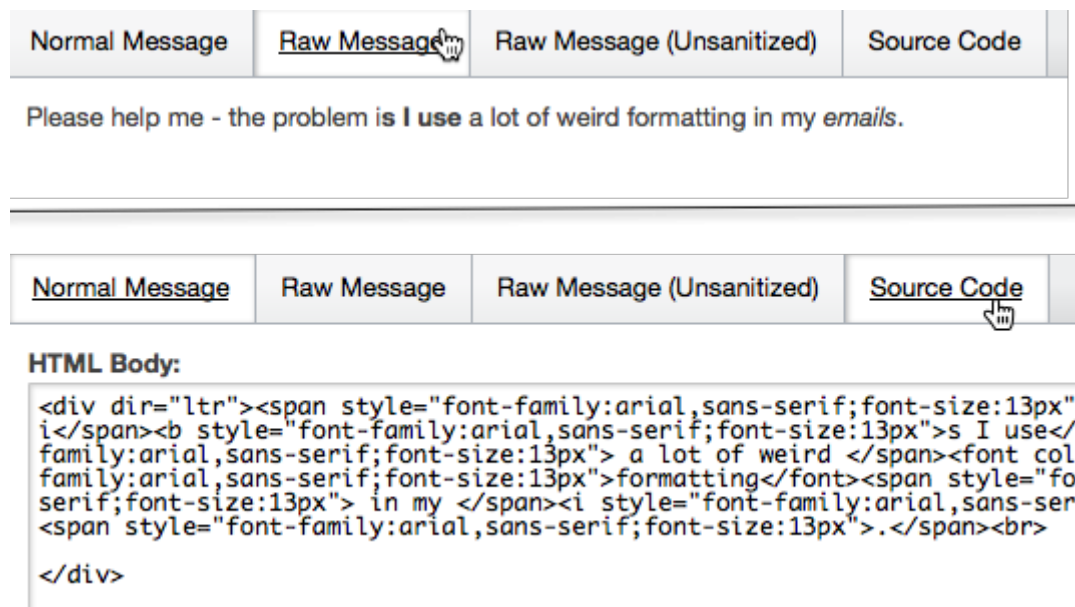 Normal Message Raw Message Raw Message (Unsanitized) Source Code
Please help me - the problem is I use a lot of weird formatting in my emails.
Normal Message Raw Message Raw Message (Unsanitized) Source Code
HTML Body:
<div dir="ltr"><span style="font-family:arial,sans-serif;font-size:13px"
i</span><b style="font-family:arial,sans-serif;font-size:13px">s I use</
family:arial,sans-serif;font-size:13px"> a lot of weird </span><font col
family:arial,sans-serif;font-size:13px">formatting</font><span style="fo
serif;font-size:13px"> in my </span><i style="font-family:arial,sans-ser
<span style="font-family:arial,sans-serif;font-size:13px">.</span><br>
</div>